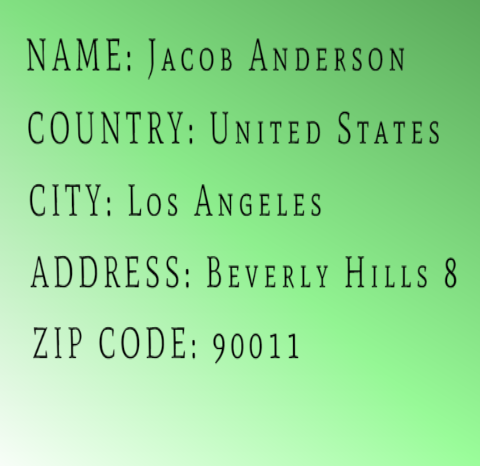 NAME: Jacob Anderson
COUNTRY: United States
CITY: Los Angeles
ADDRESS: Beverly Hills 8
ZIP CODE: 90011